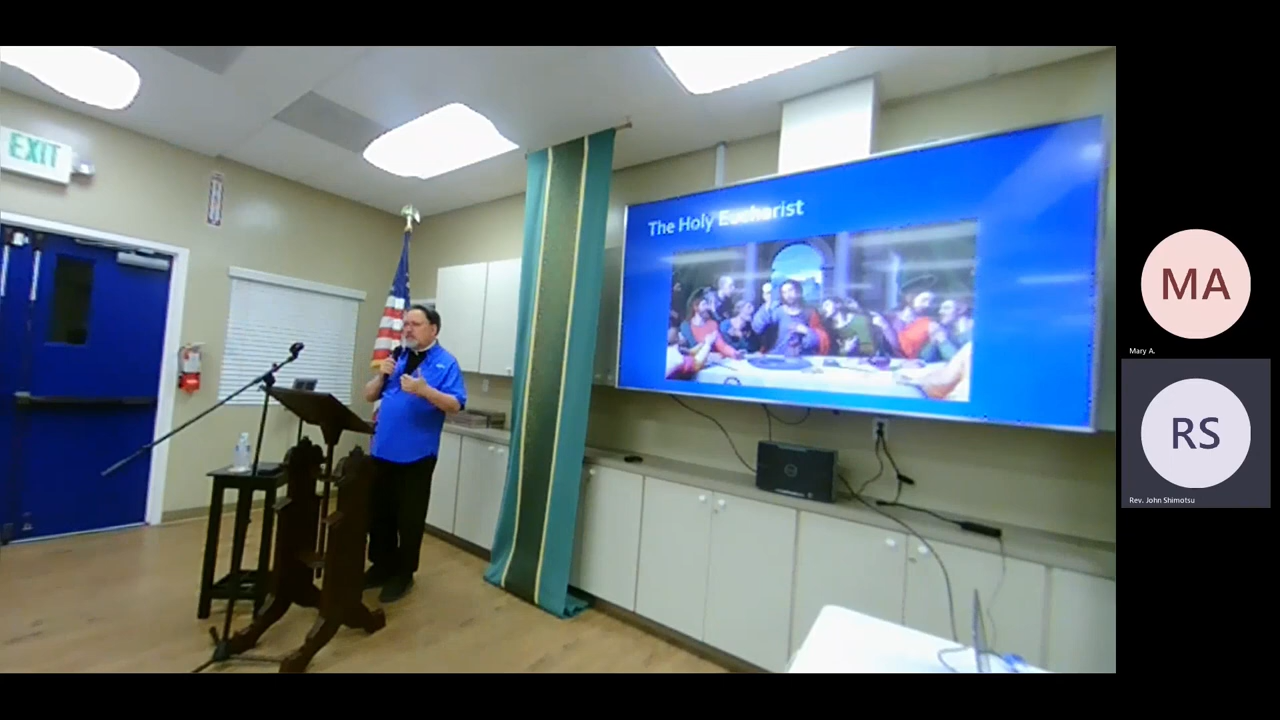 EXIT
The Holy Eucharist
MA
Mary A.
RS
Rev. John Shimotsu